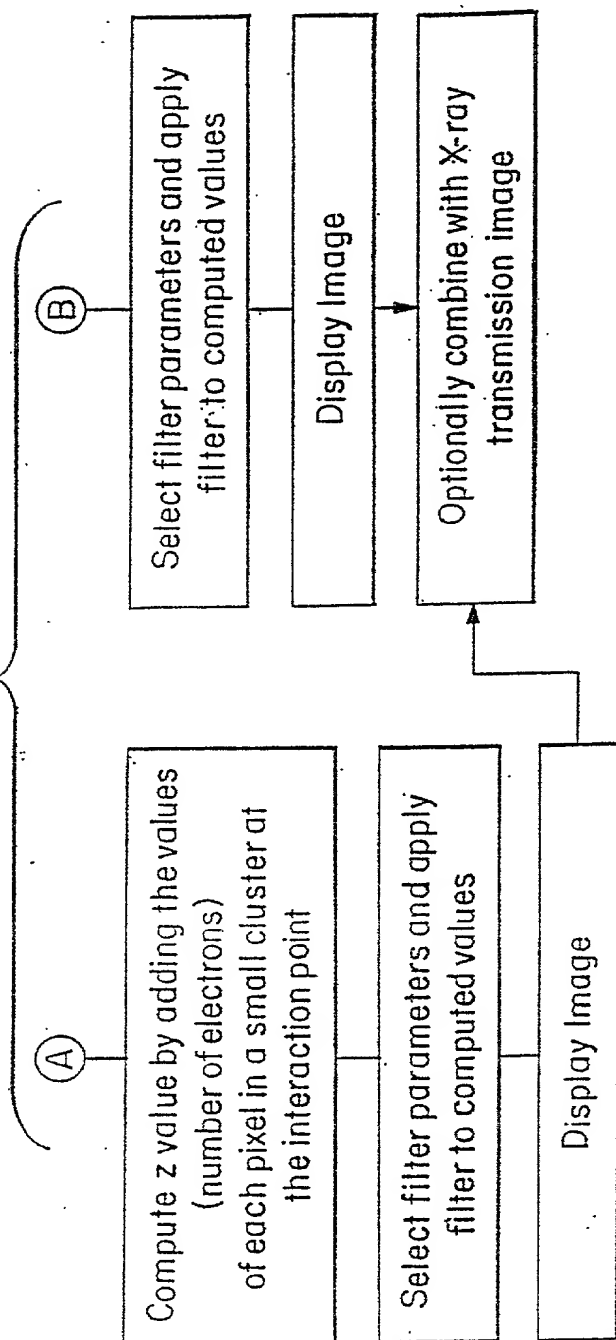 A
Compute z value by adding the values
(number of electrons)
of each pixel in a small cluster at
the interaction point
Select filter parameters and apply
filter to computed values
Display Image
B
Select filter parameters and apply
filter to computed values
Display Image
Optionally combine with X-ray
transmission image